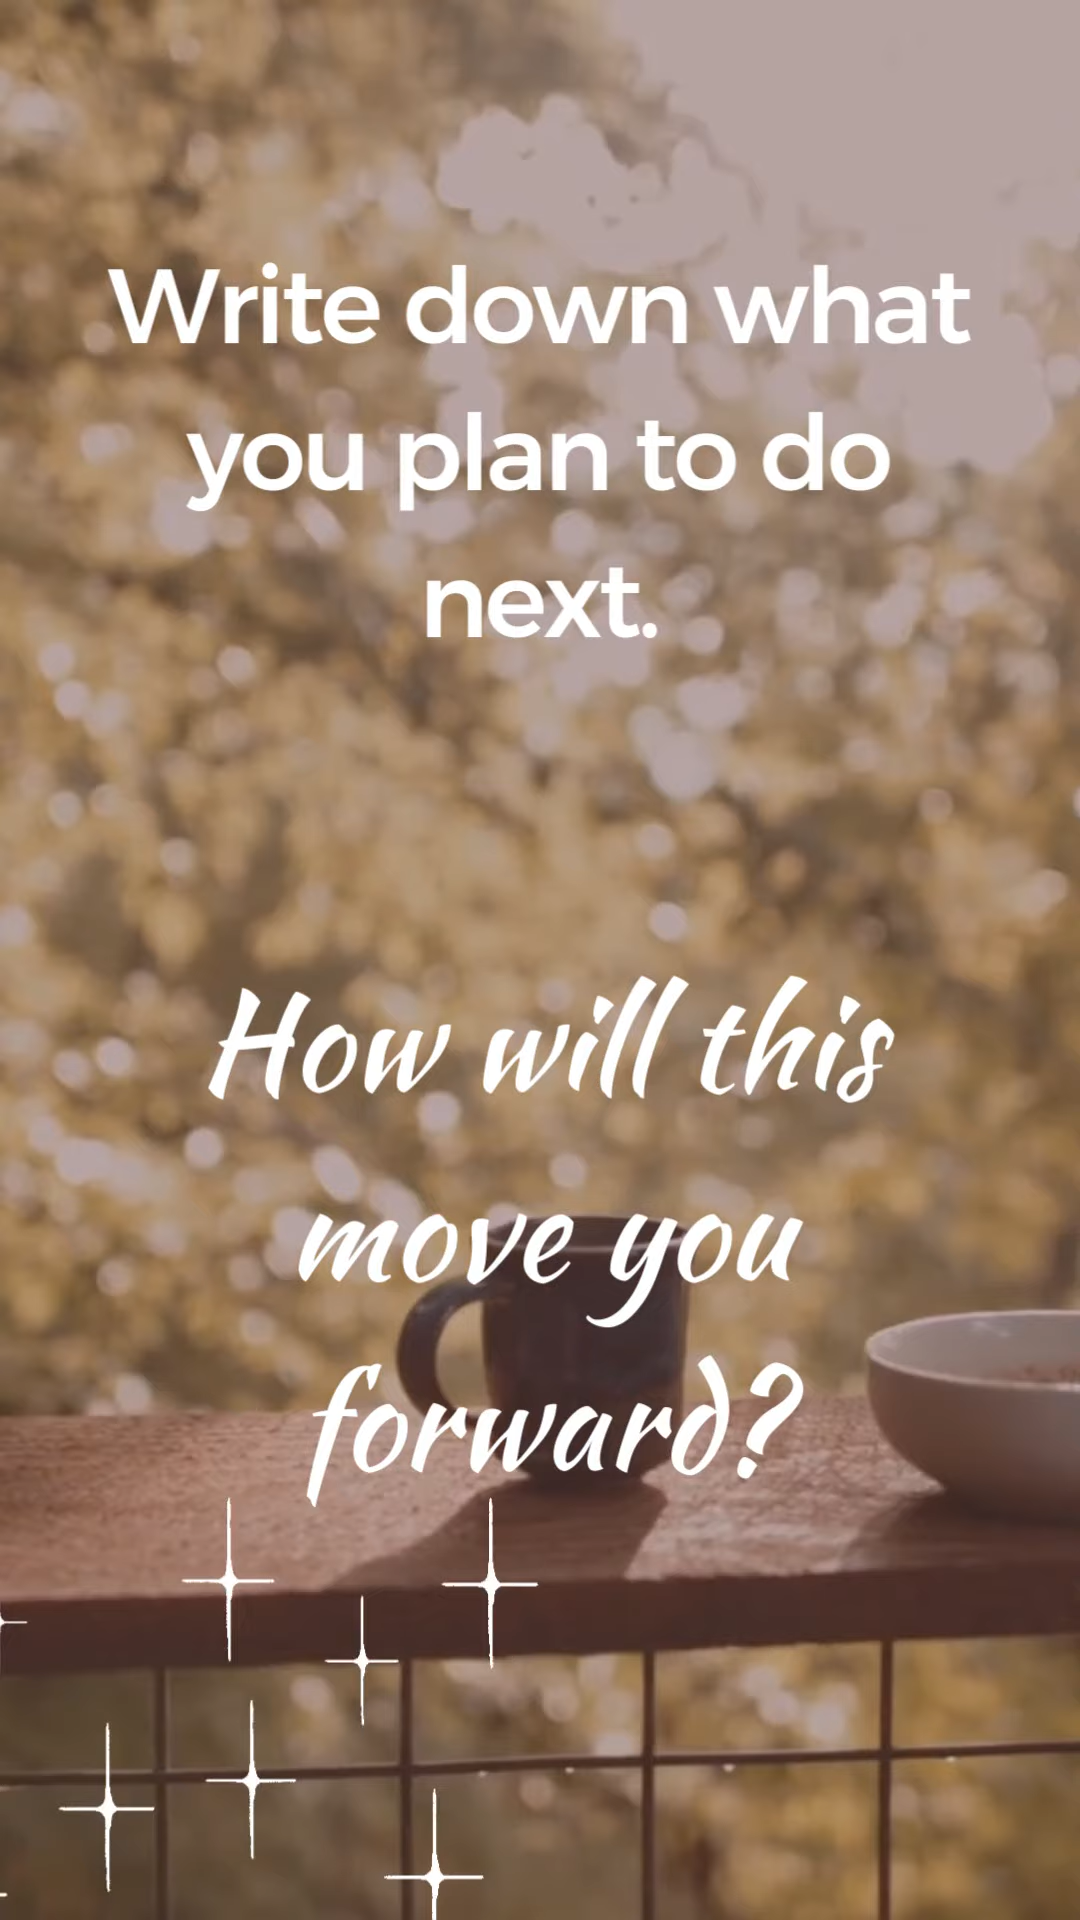 Write down what
you plan to do
next.
How will this
move you
forward?